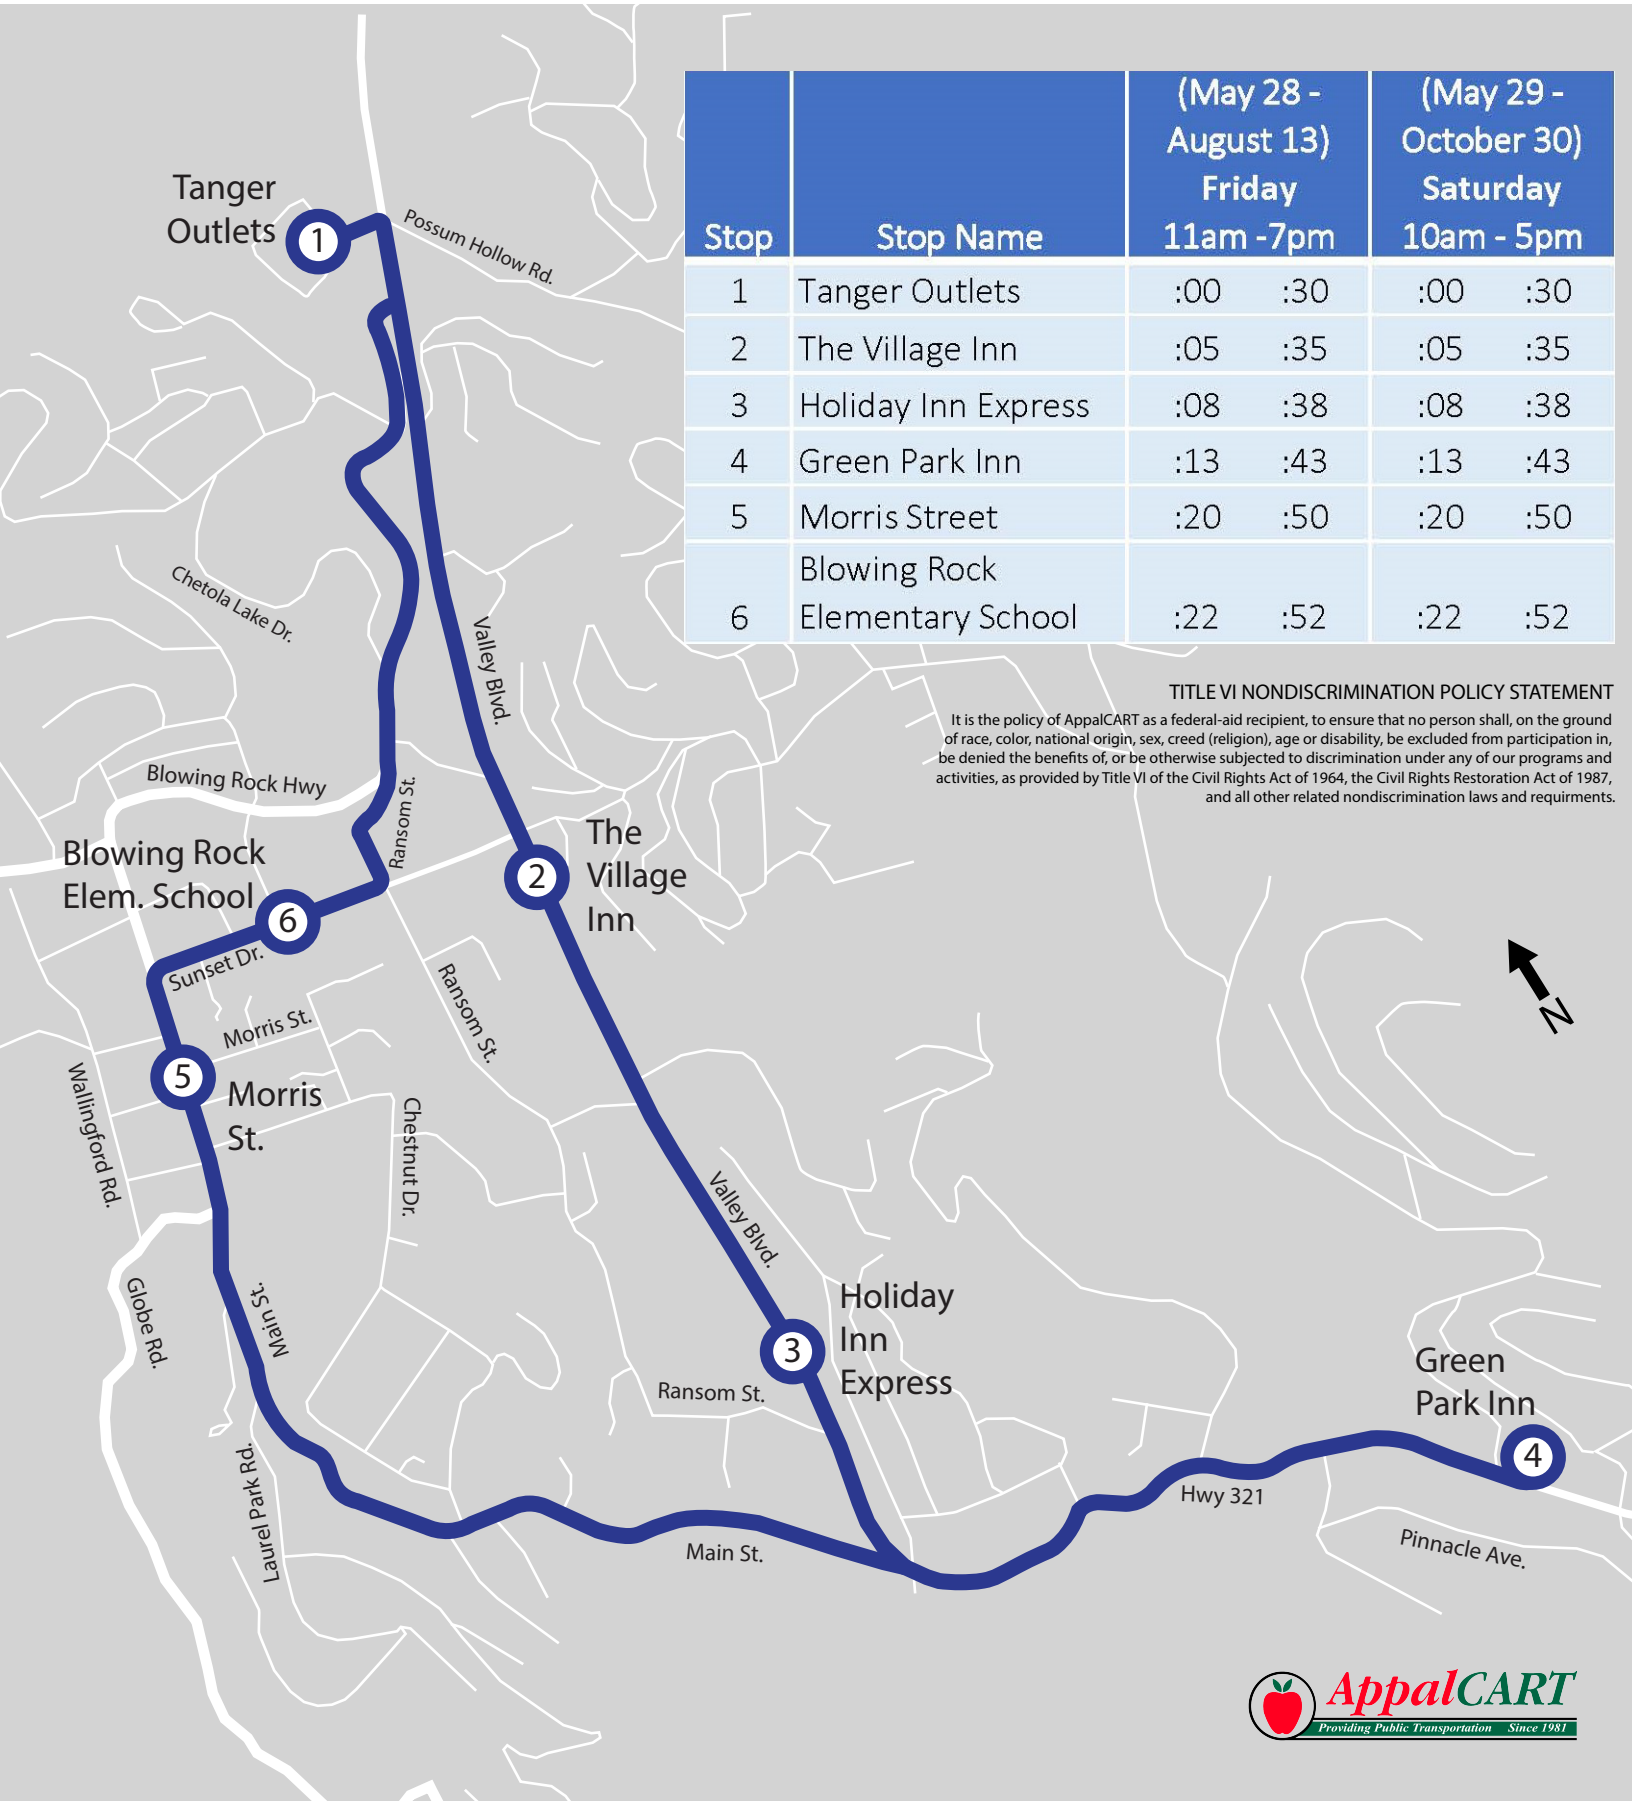 Tanger
Outlets
1
Possum Hollow Rd.
(May 28 - August 13) Friday 11am -7pm
(May 29 - October 30) Saturday 10am - 5pm
Stop Stop Name
1 Tanger Outlets :00 :30 :00 :30
2 The Village Inn :05 :35 :05 :35
3 Holiday Inn Express :08 :38 :08 :38
4 Green Park Inn :13 :43 :13 :43
5 Morris Street :20 :50 :20 :50
Blowing Rock
6 Elementary School :22 :52 :22 :52
TITLE VI NONDISCRIMINATION POLICY STATEMENT
It is the policy of AppalCART as a federal-aid recipient, to ensure that no person shall, on the ground
of race, color, national origin, sex, creed (religion), age or disability, be excluded from participation in,
be denied the benefits of, or be otherwise subjected to discrimination under any of our programs and
activities, as provided by Title VI of the Civil Rights Act of 1964, the Civil Rights Restoration Act of 1987,
and all other related nondiscrimination laws and requirments.
Chetola Lake Dr.
Valley Blvd.
Blowing Rock Hwy
Ransom St.
Blowing Rock
Elem. School
6
The
Village
Inn
2
Sunset Dr.
Ransom St.
N
Morris St.
5
Morris
St.
Wallingford Rd.
Chestnut Dr.
Valley Blvd.
Globe Rd.
Main St.
Holiday
Inn
Express
3
Ransom St.
Green
Park Inn
4
Laurel Park Rd.
Hwy 321
Main St.
Pinnacle Ave.
AppalCART
Providing Public Transportation Since 1981